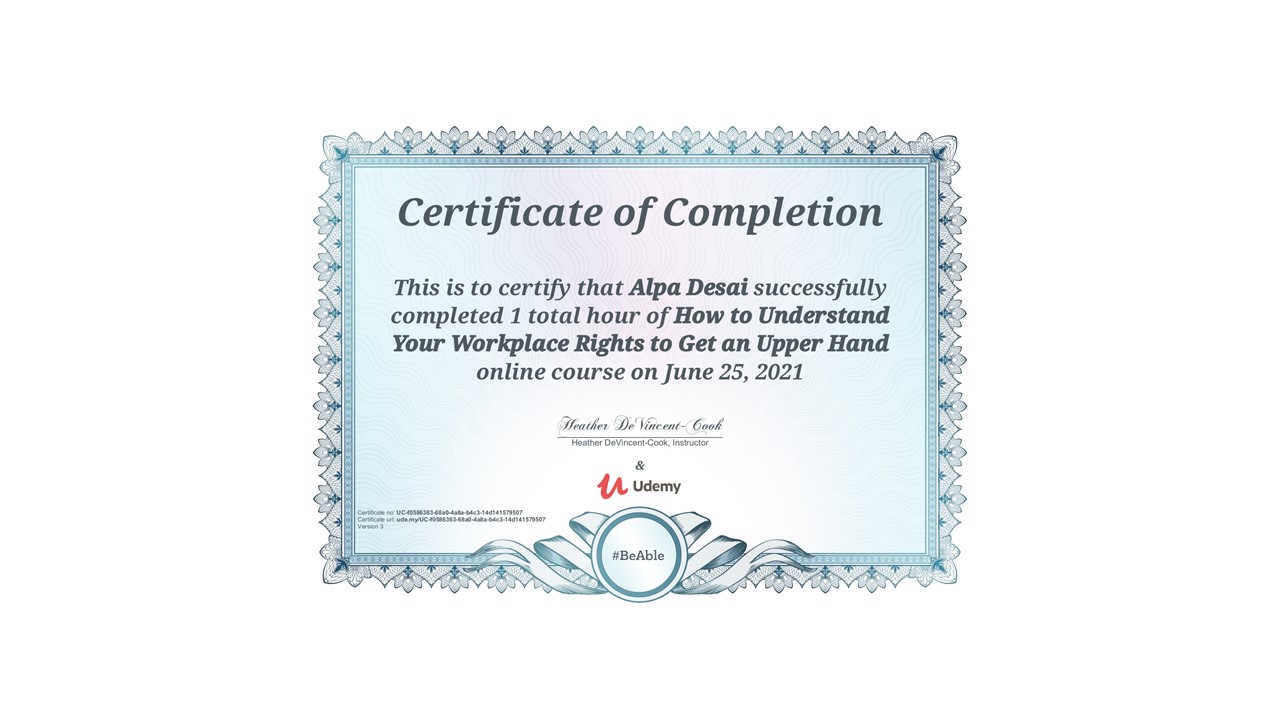 Certificate of Completion
This is to certify that Alpa Desai successfully
completed 1 total hour of How to Understand
Your Workplace Rights to Get an Upper Hand
online course on June 25, 2021
Heather DeVincent-Cook
Heather DeVincent-Cook, Instructor
&
Udemy
Certificate no: UC-f0586363-68a0-4a8a-b4c3-14d141579507
Certificate url: ude.my/UC-f0586363-68a0-4a8a-b4c3-14d141579507
Version 3
#BeAble